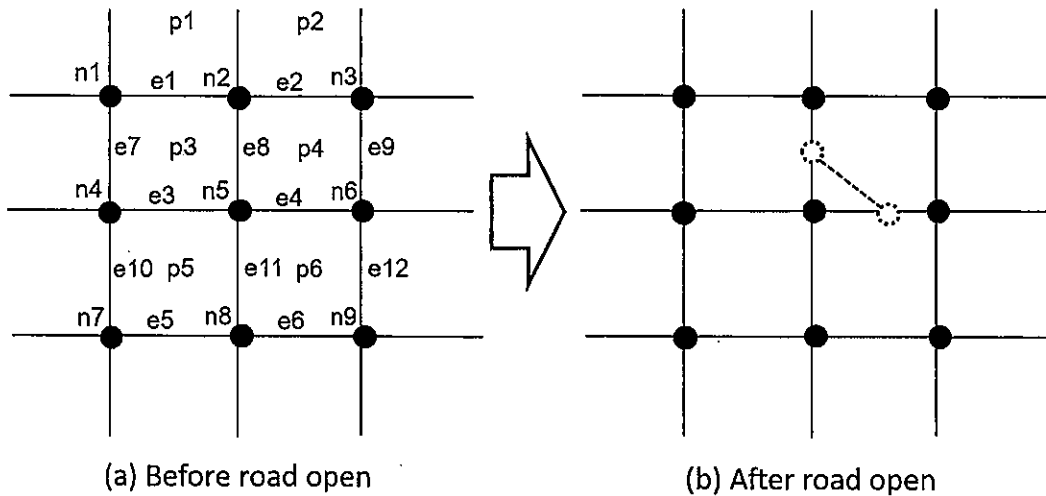 p1 p2
n1 e1 n2 e2 n3
e7 p3 e8 p4 e9
n4 e3 n5 e4 n6
e10 p5 e11 p6 e12
n7 e5 n8 e6 n9
(a) Before road open
(b) After road open